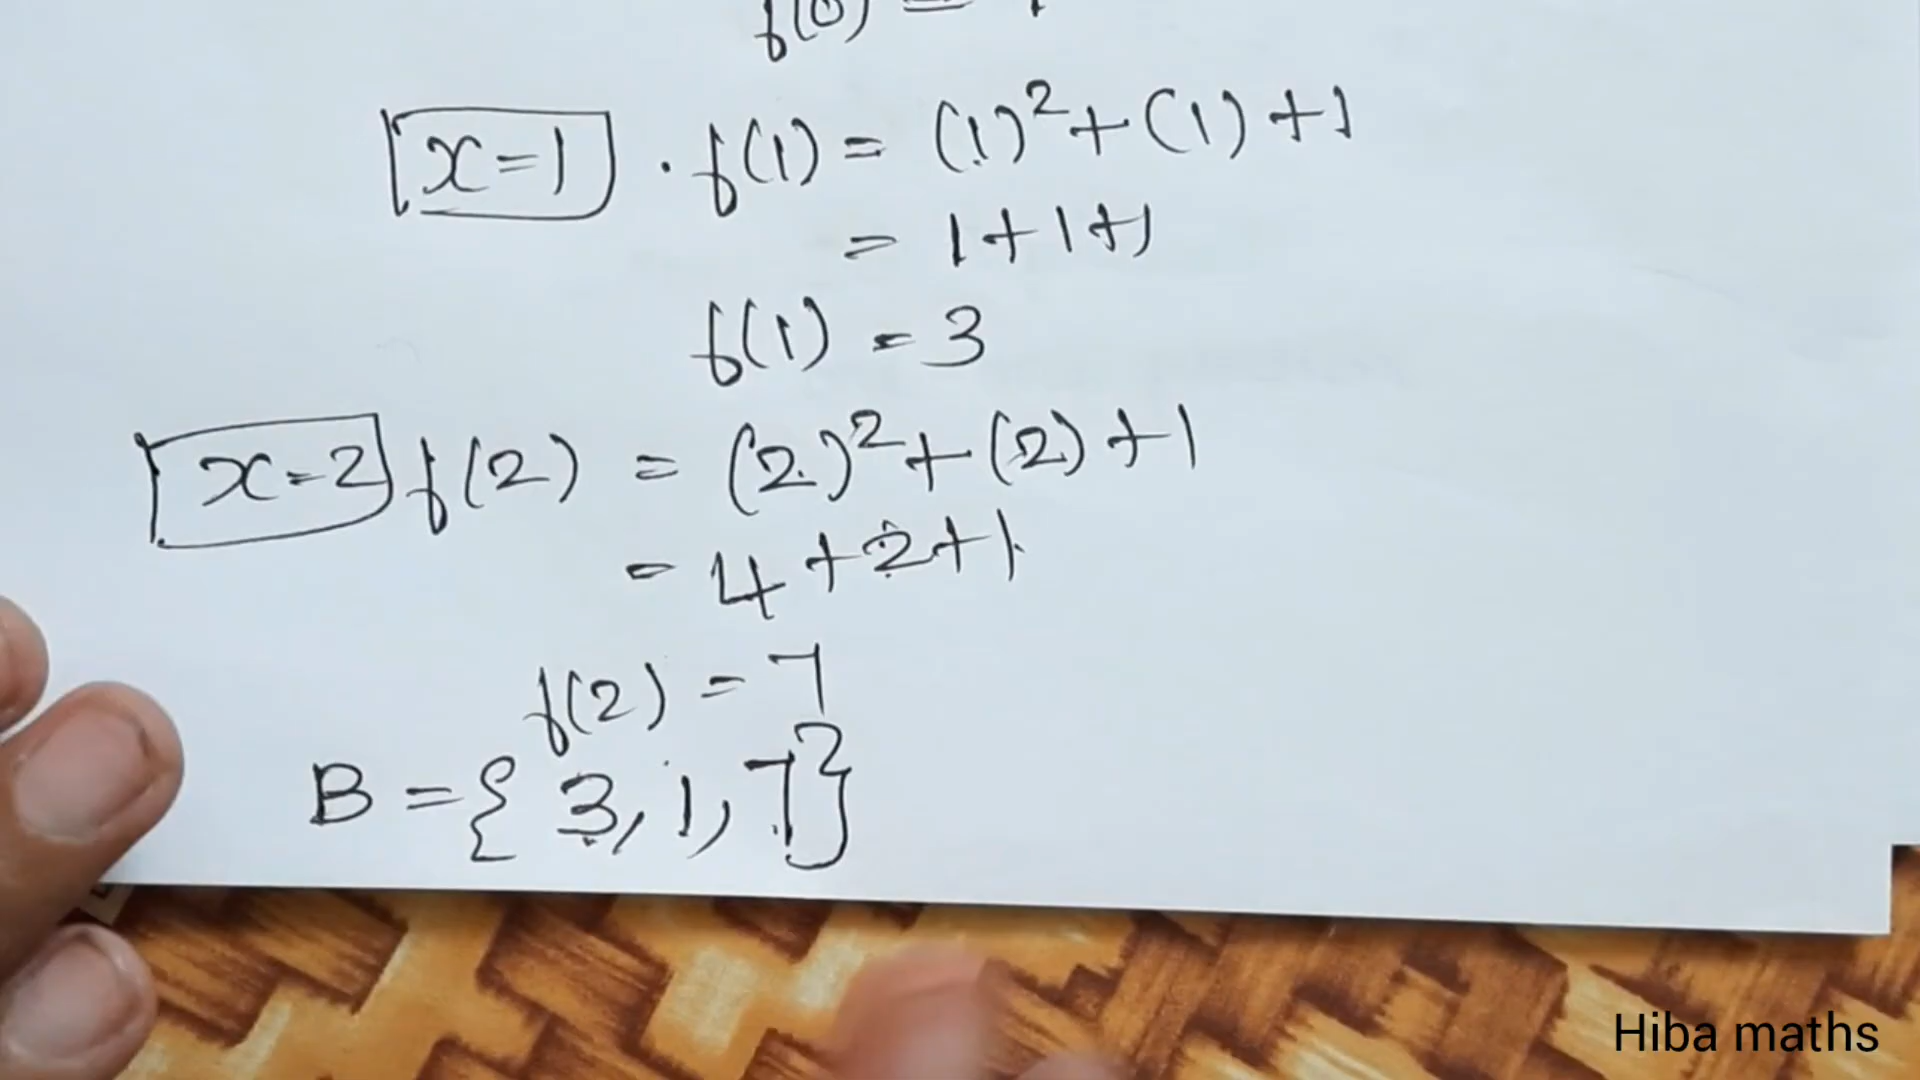 f(0) =
x=1 . f(1) = (1)²+(1)+1
= 1+1+1
f(1) = 3
x=2 f(2) = (2)²+(2)+1
= 4+2+1
f(2) = 7
B = { 3, 1, 7}
Hiba maths